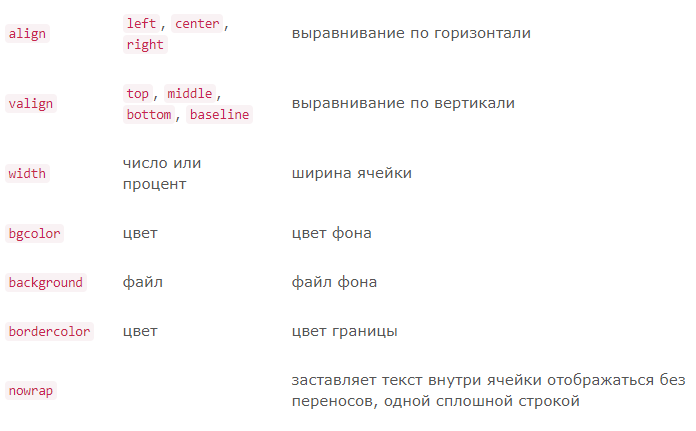 align left, center, right выравнивание по горизонтали
valign top, middle, bottom, baseline выравнивание по вертикали
width число или процент ширина ячейки
bgcolor цвет цвет фона
background файл файл фона
bordercolor цвет цвет границы
nowrap заставляет текст внутри ячейки отображаться без
переносов, одной сплошной строкой